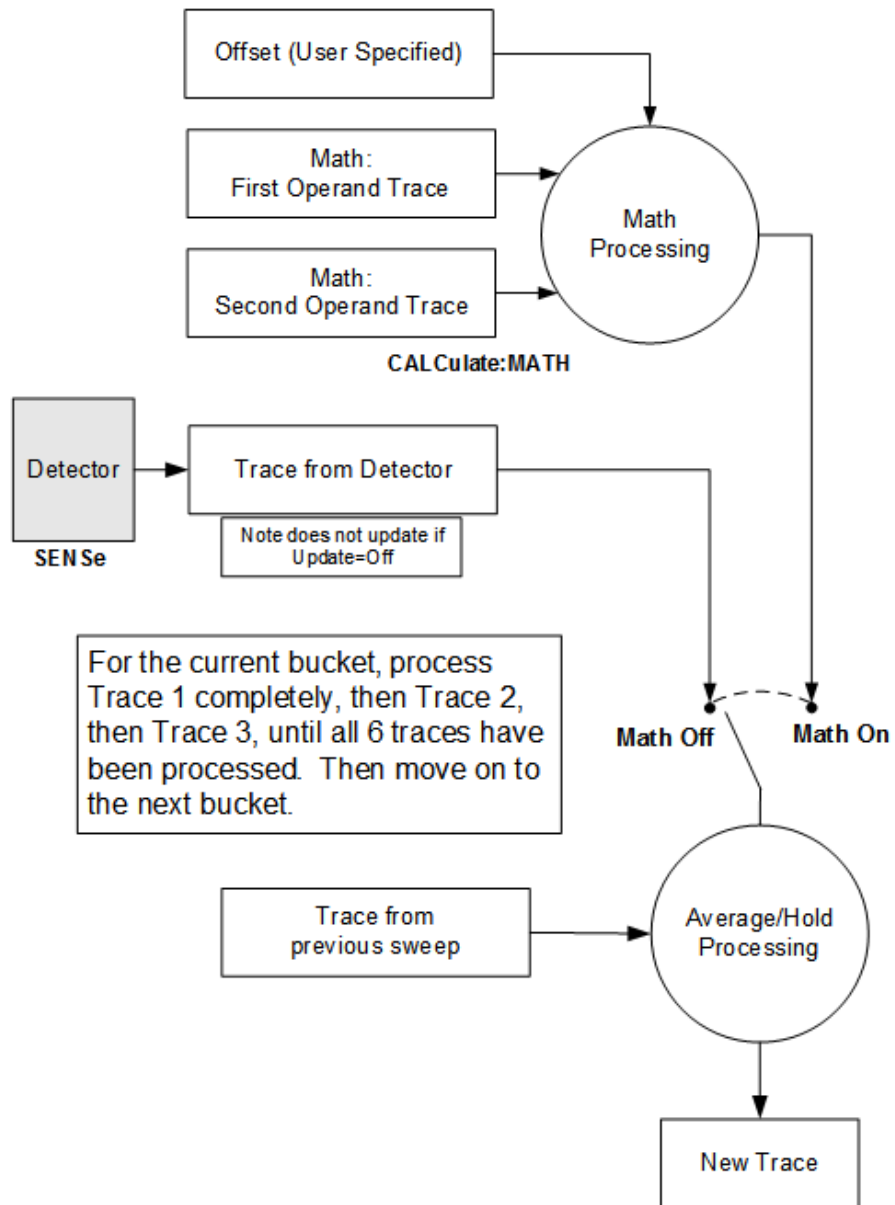 Offset (User Specified)
Math:
First Operand Trace
Math
Processing
Math:
Second Operand Trace
CALCulate:MATH
Detector
Trace from Detector
Note does not update if
Update=Off
SENSe
For the current bucket, process
Trace 1 completely, then Trace 2,
then Trace 3, until all 6 traces have
been processed.  Then move on to
the next bucket.
Math Off
Math On
Trace from
previous sweep
Average/Hold
Processing
New Trace